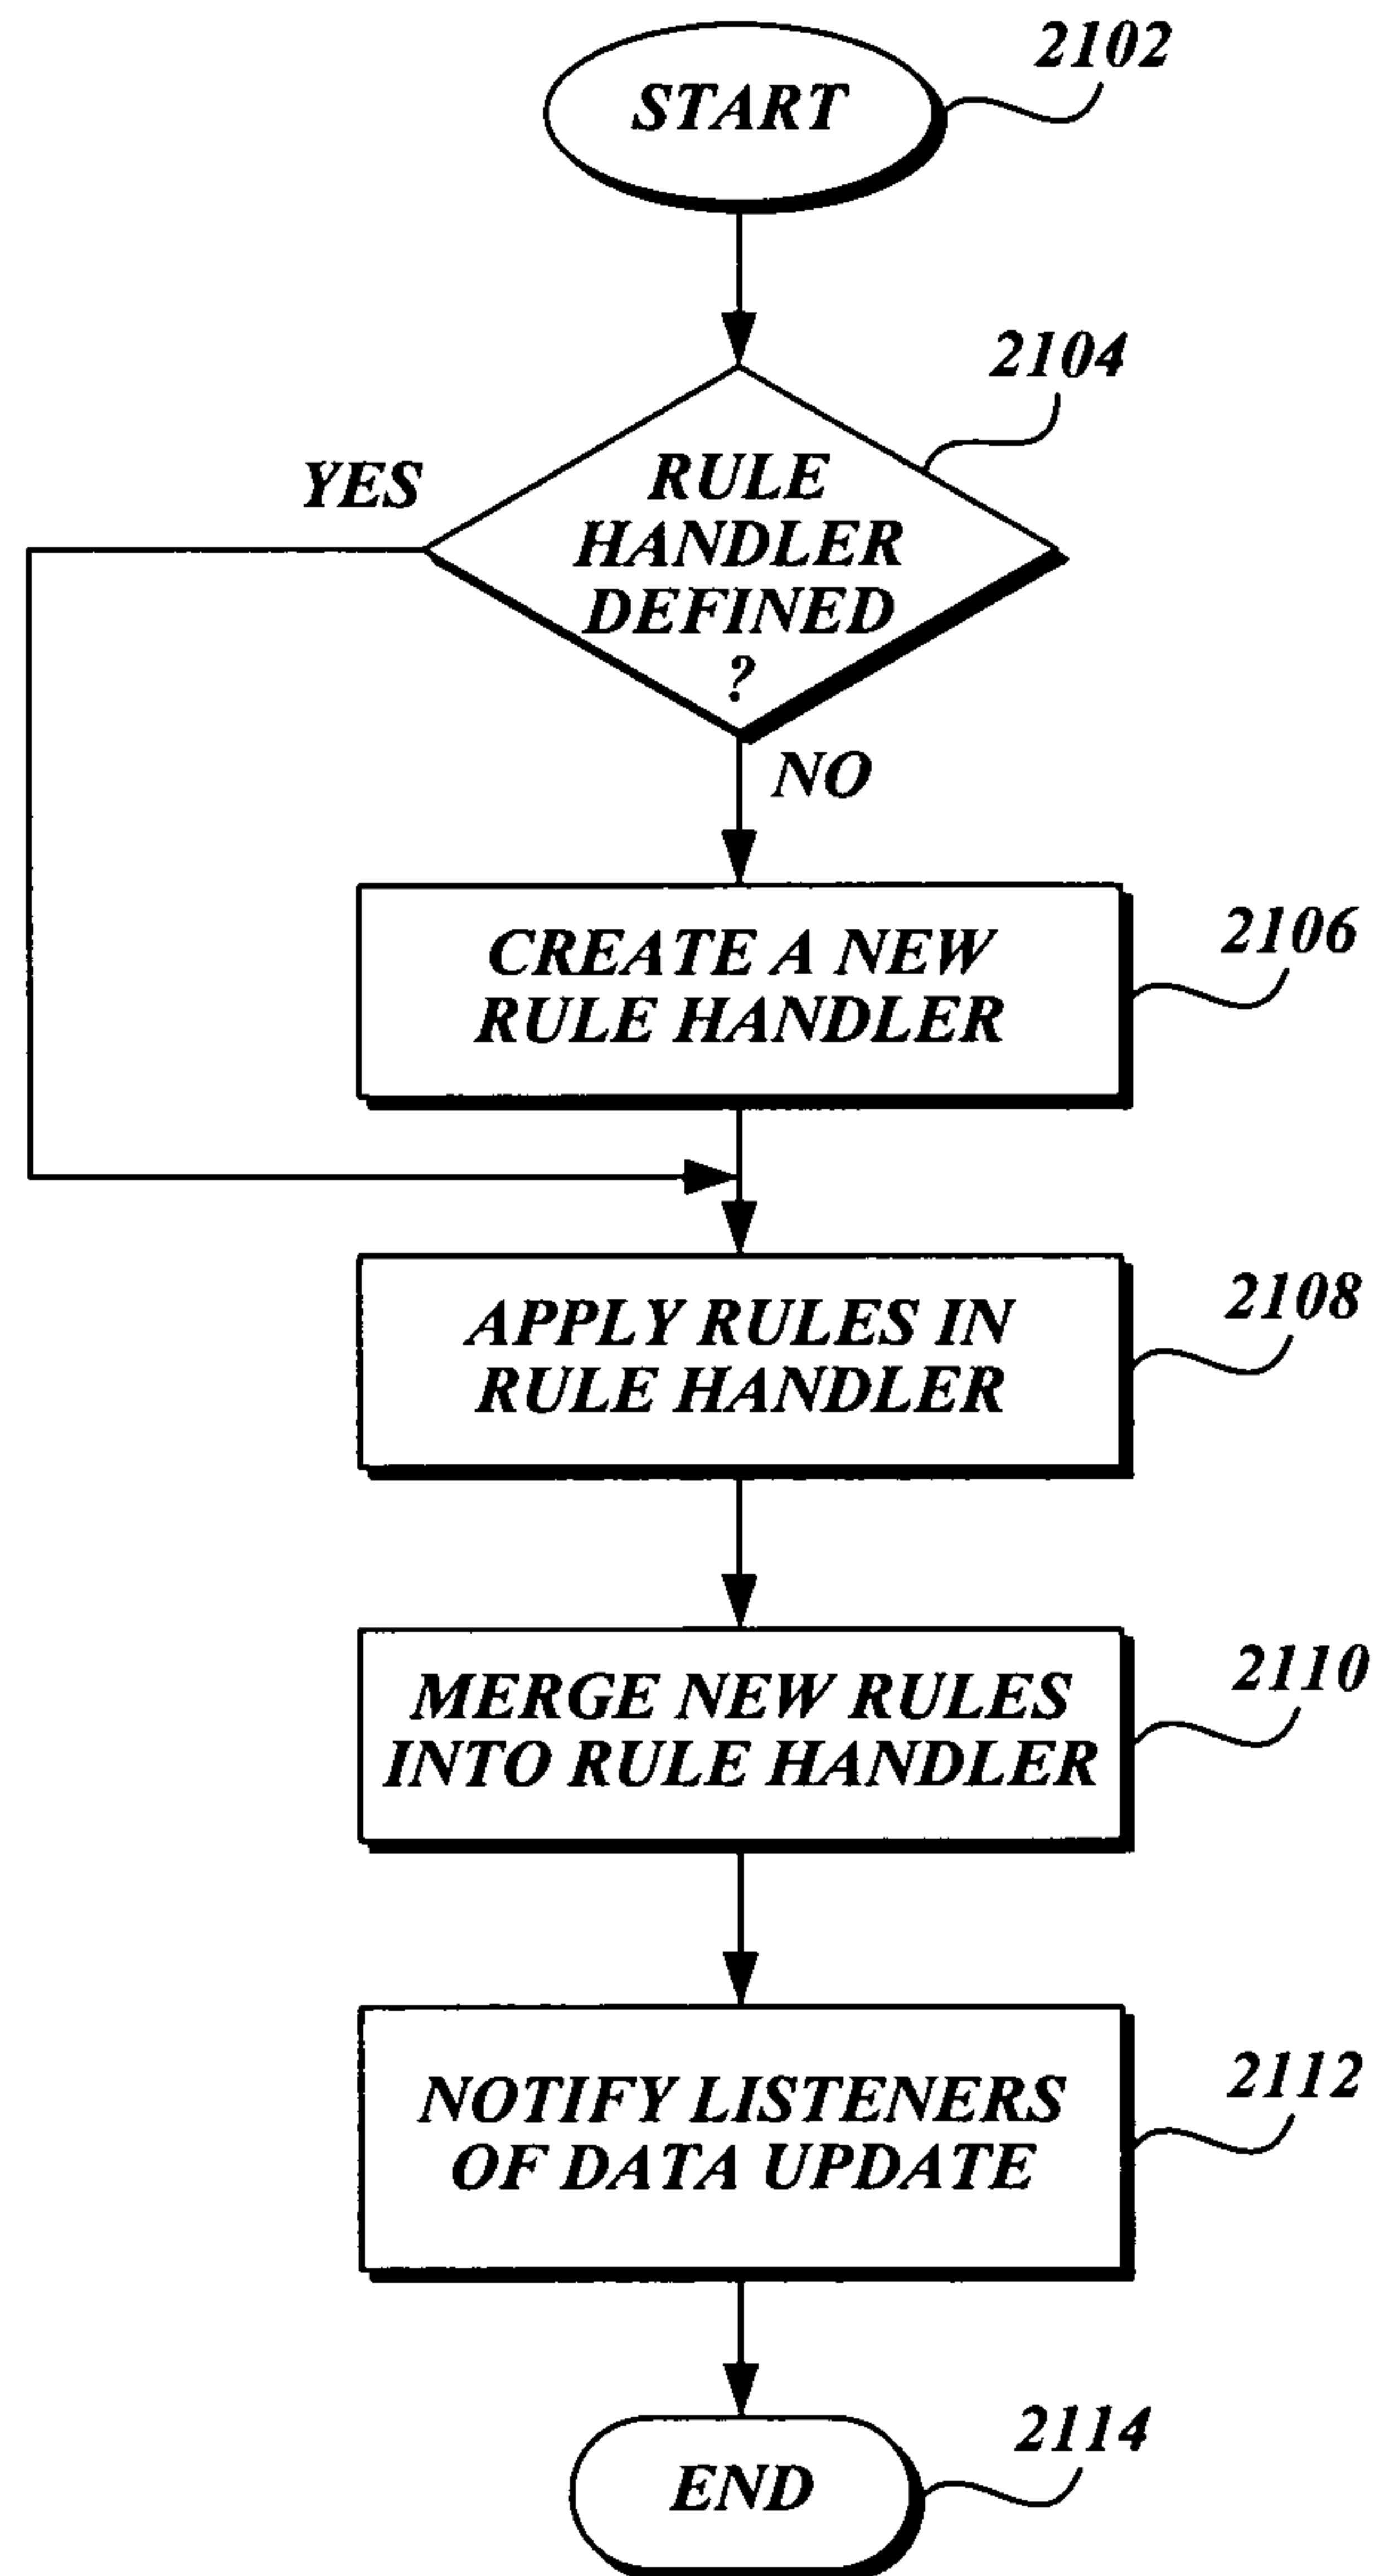 2102
START
2104
YES
RULE
HANDLER
DEFINED
?
NO
CREATE A NEW
RULE HANDLER
2106
APPLY RULES IN
RULE HANDLER
2108
MERGE NEW RULES
INTO RULE HANDLER
2110
NOTIFY LISTENERS
OF DATA UPDATE
2112
2114
END